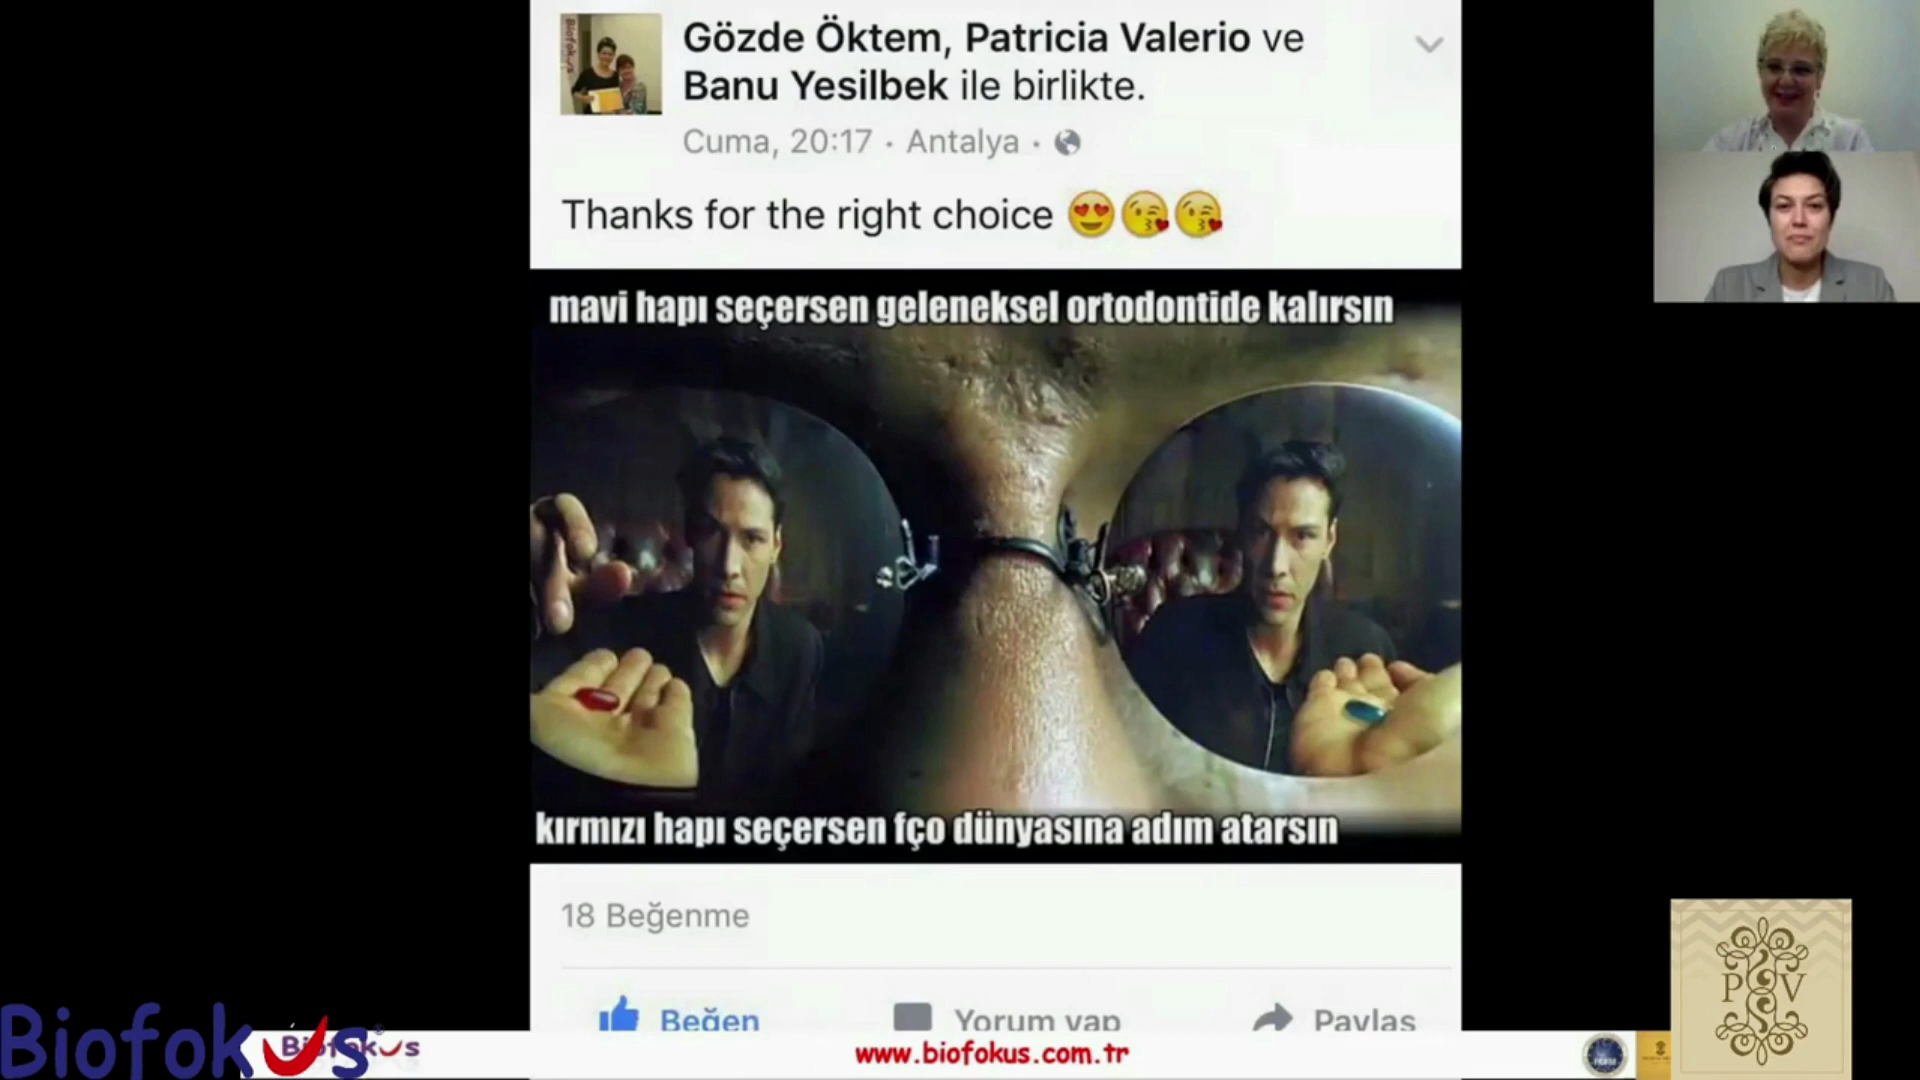 Gözde Öktem, Patricia Valerio ve
Banu Yesilbek ile birlikte.
Cuma, 20:17 · Antalya ·
Thanks for the right choice
mavi hapı seçersen geleneksel ortodontide kalırsın
kırmızı hapı seçersen fço dünyasına adım atarsın
18 Beğenme
Beğen Yorum yap Paylaş
Biofokus
Biofokus
www.biofokus.com.tr
P V
Biofokus